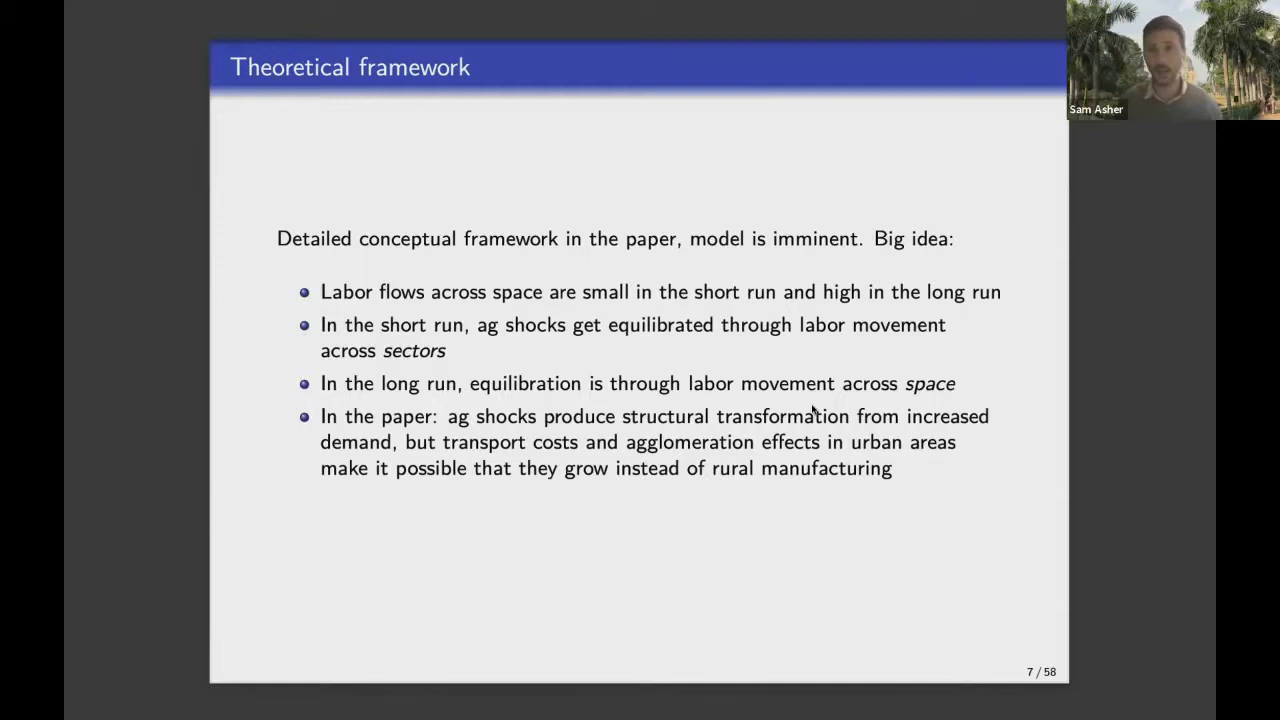 Theoretical framework
Sam Asher
Detailed conceptual framework in the paper, model is imminent. Big idea:
Labor flows across space are small in the short run and high in the long run
In the short run, ag shocks get equilibrated through labor movement
across sectors
In the long run, equilibration is through labor movement across space
In the paper: ag shocks produce structural transformation from increased
demand, but transport costs and agglomeration effects in urban areas
make it possible that they grow instead of rural manufacturing
7 / 58